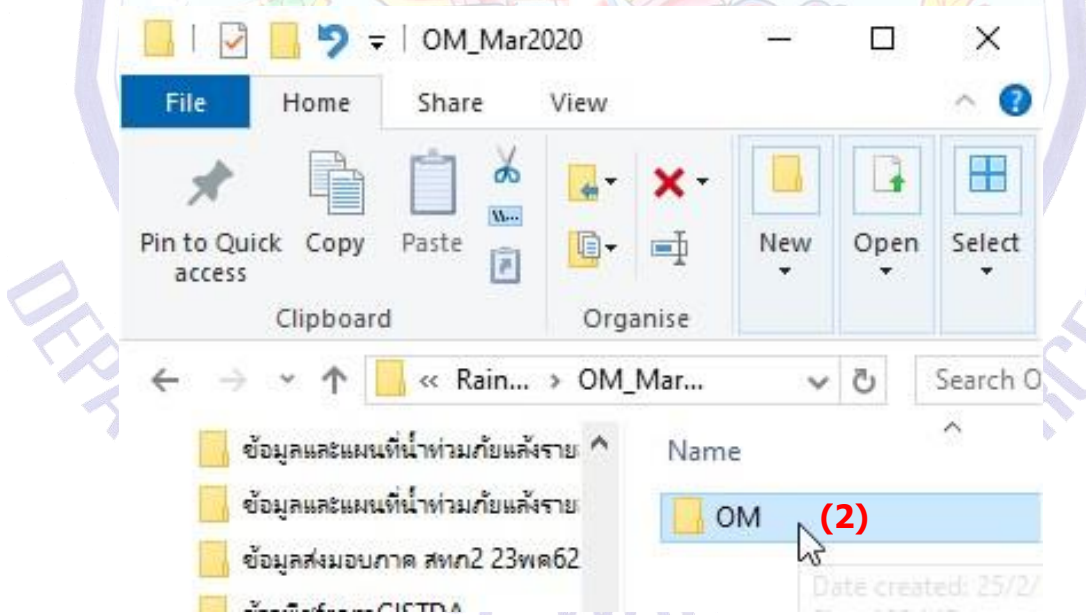 OM_Mar2020
File Home Share View
Pin to Quick access
Copy
Paste
New
Open
Select
Clipboard
Organise
« Rain... › OM_Mar...
Search O
ข้อมูลและแผนที่น้ำท่วมภัยแล้งราย
Name
ข้อมูลและแผนที่น้ำท่วมภัยแล้งราย
OM (2)
ข้อมูลส่งมอบภาค สทภ2 23พค62
Date created: 25/2/